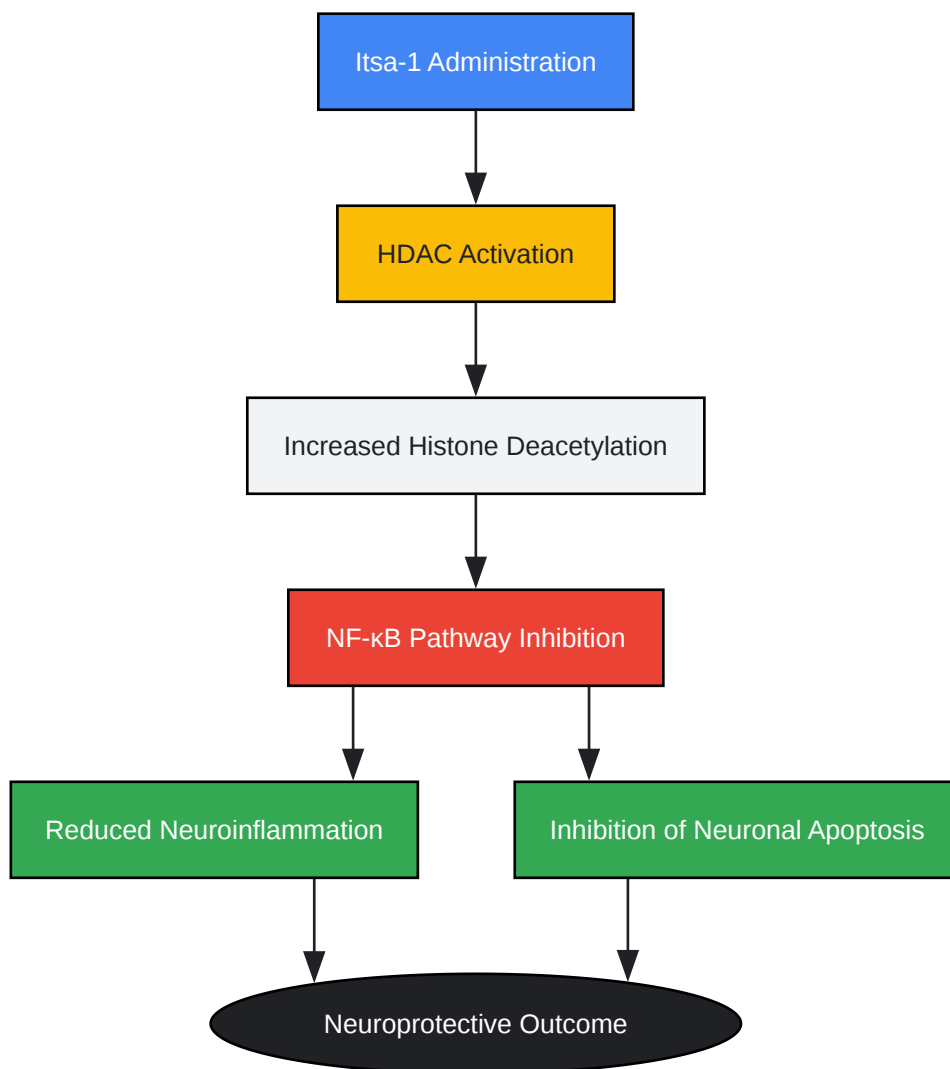 Itsa-1 Administration
HDAC Activation
Increased Histone Deacetylation
NF-κB Pathway Inhibition
Reduced Neuroinflammation
Inhibition of Neuronal Apoptosis
Neuroprotective Outcome